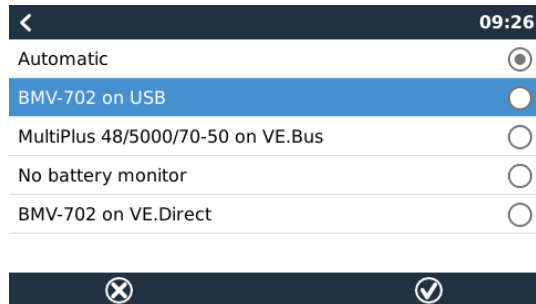 09:26
Automatic
BMV-702 on USB
MultiPlus 48/5000/70-50 on VE.Bus
No battery monitor
BMV-702 on VE.Direct